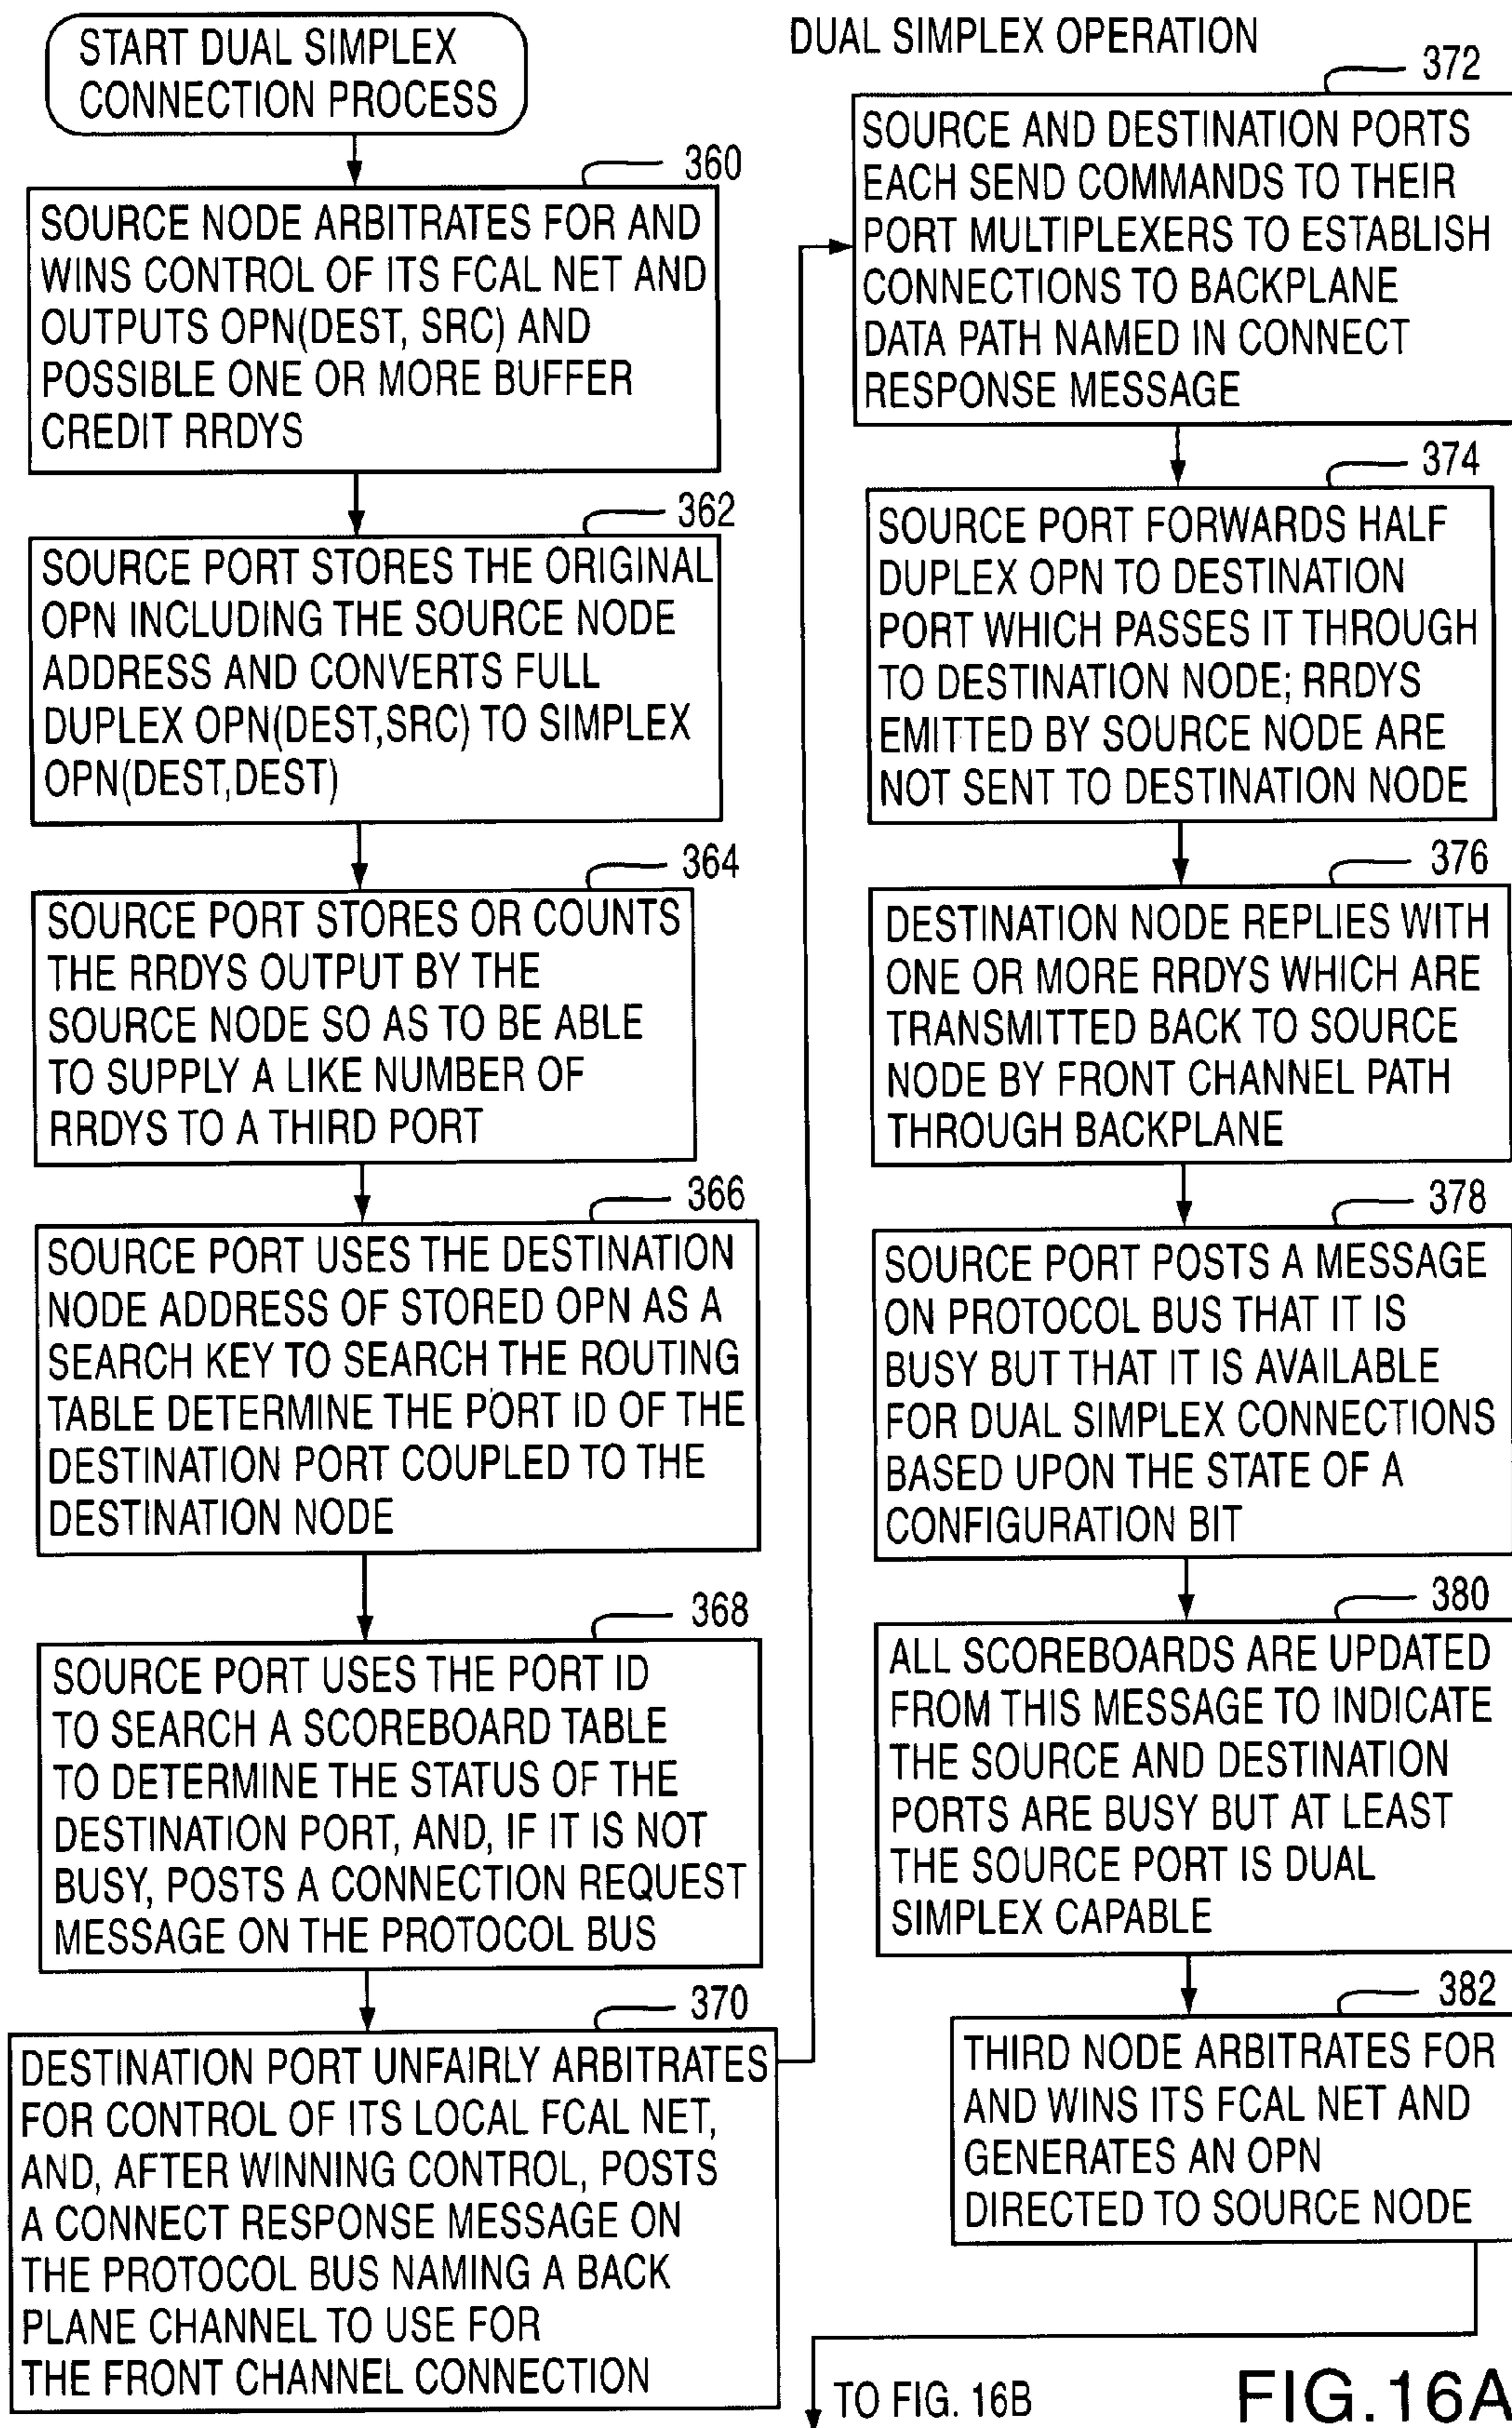 START DUAL SIMPLEX
CONNECTION PROCESS
360
SOURCE NODE ARBITRATES FOR AND
WINS CONTROL OF ITS FCAL NET AND
OUTPUTS OPN(DEST, SRC) AND
POSSIBLE ONE OR MORE BUFFER
CREDIT RRDYS
362
SOURCE PORT STORES THE ORIGINAL
OPN INCLUDING THE SOURCE NODE
ADDRESS AND CONVERTS FULL
DUPLEX OPN(DEST,SRC) TO SIMPLEX
OPN(DEST,DEST)
364
SOURCE PORT STORES OR COUNTS
THE RRDYS OUTPUT BY THE
SOURCE NODE SO AS TO BE ABLE
TO SUPPLY A LIKE NUMBER OF
RRDYS TO A THIRD PORT
366
SOURCE PORT USES THE DESTINATION
NODE ADDRESS OF STORED OPN AS A
SEARCH KEY TO SEARCH THE ROUTING
TABLE DETERMINE THE PORT ID OF THE
DESTINATION PORT COUPLED TO THE
DESTINATION NODE
368
SOURCE PORT USES THE PORT ID
TO SEARCH A SCOREBOARD TABLE
TO DETERMINE THE STATUS OF THE
DESTINATION PORT, AND, IF IT IS NOT
BUSY, POSTS A CONNECTION REQUEST
MESSAGE ON THE PROTOCOL BUS
370
DESTINATION PORT UNFAIRLY ARBITRATES
FOR CONTROL OF ITS LOCAL FCAL NET,
AND, AFTER WINNING CONTROL, POSTS
A CONNECT RESPONSE MESSAGE ON
THE PROTOCOL BUS NAMING A BACK
PLANE CHANNEL TO USE FOR
THE FRONT CHANNEL CONNECTION
DUAL SIMPLEX OPERATION
372
SOURCE AND DESTINATION PORTS
EACH SEND COMMANDS TO THEIR
PORT MULTIPLEXERS TO ESTABLISH
CONNECTIONS TO BACKPLANE
DATA PATH NAMED IN CONNECT
RESPONSE MESSAGE
374
SOURCE PORT FORWARDS HALF
DUPLEX OPN TO DESTINATION
PORT WHICH PASSES IT THROUGH
TO DESTINATION NODE; RRDYS
EMITTED BY SOURCE NODE ARE
NOT SENT TO DESTINATION NODE
376
DESTINATION NODE REPLIES WITH
ONE OR MORE RRDYS WHICH ARE
TRANSMITTED BACK TO SOURCE
NODE BY FRONT CHANNEL PATH
THROUGH BACKPLANE
378
SOURCE PORT POSTS A MESSAGE
ON PROTOCOL BUS THAT IT IS
BUSY BUT THAT IT IS AVAILABLE
FOR DUAL SIMPLEX CONNECTIONS
BASED UPON THE STATE OF A
CONFIGURATION BIT
380
ALL SCOREBOARDS ARE UPDATED
FROM THIS MESSAGE TO INDICATE
THE SOURCE AND DESTINATION
PORTS ARE BUSY BUT AT LEAST
THE SOURCE PORT IS DUAL
SIMPLEX CAPABLE
382
THIRD NODE ARBITRATES FOR
AND WINS ITS FCAL NET AND
GENERATES AN OPN
DIRECTED TO SOURCE NODE
TO FIG. 16B
FIG.16A